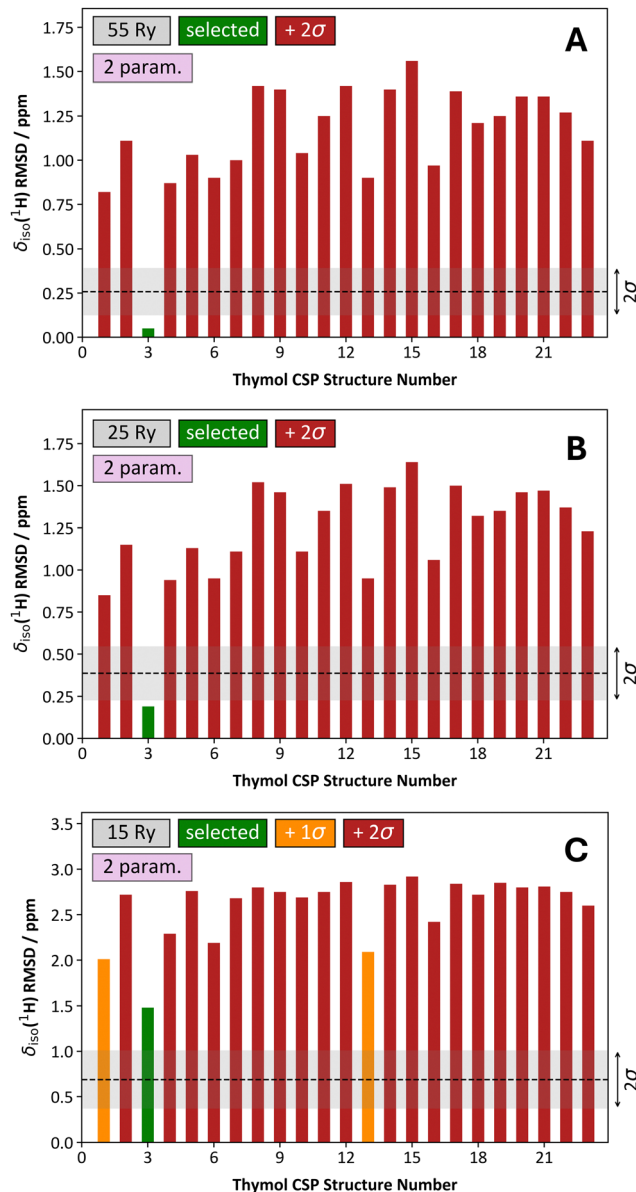 55 Ry selected + 2σ A
2 param.
1.75
1.50
1.25
1.00
0.75
0.50
0.25
0.00
δiso(¹H) RMSD / ppm
2σ
0 3 6 9 12 15 18 21
Thymol CSP Structure Number
25 Ry selected + 2σ B
2 param.
1.75
1.50
1.25
1.00
0.75
0.50
0.25
0.00
δiso(¹H) RMSD / ppm
2σ
0 3 6 9 12 15 18 21
Thymol CSP Structure Number
15 Ry selected + 1σ + 2σ C
2 param.
3.5
3.0
2.5
2.0
1.5
1.0
0.5
0.0
δiso(¹H) RMSD / ppm
2σ
0 3 6 9 12 15 18 21
Thymol CSP Structure Number